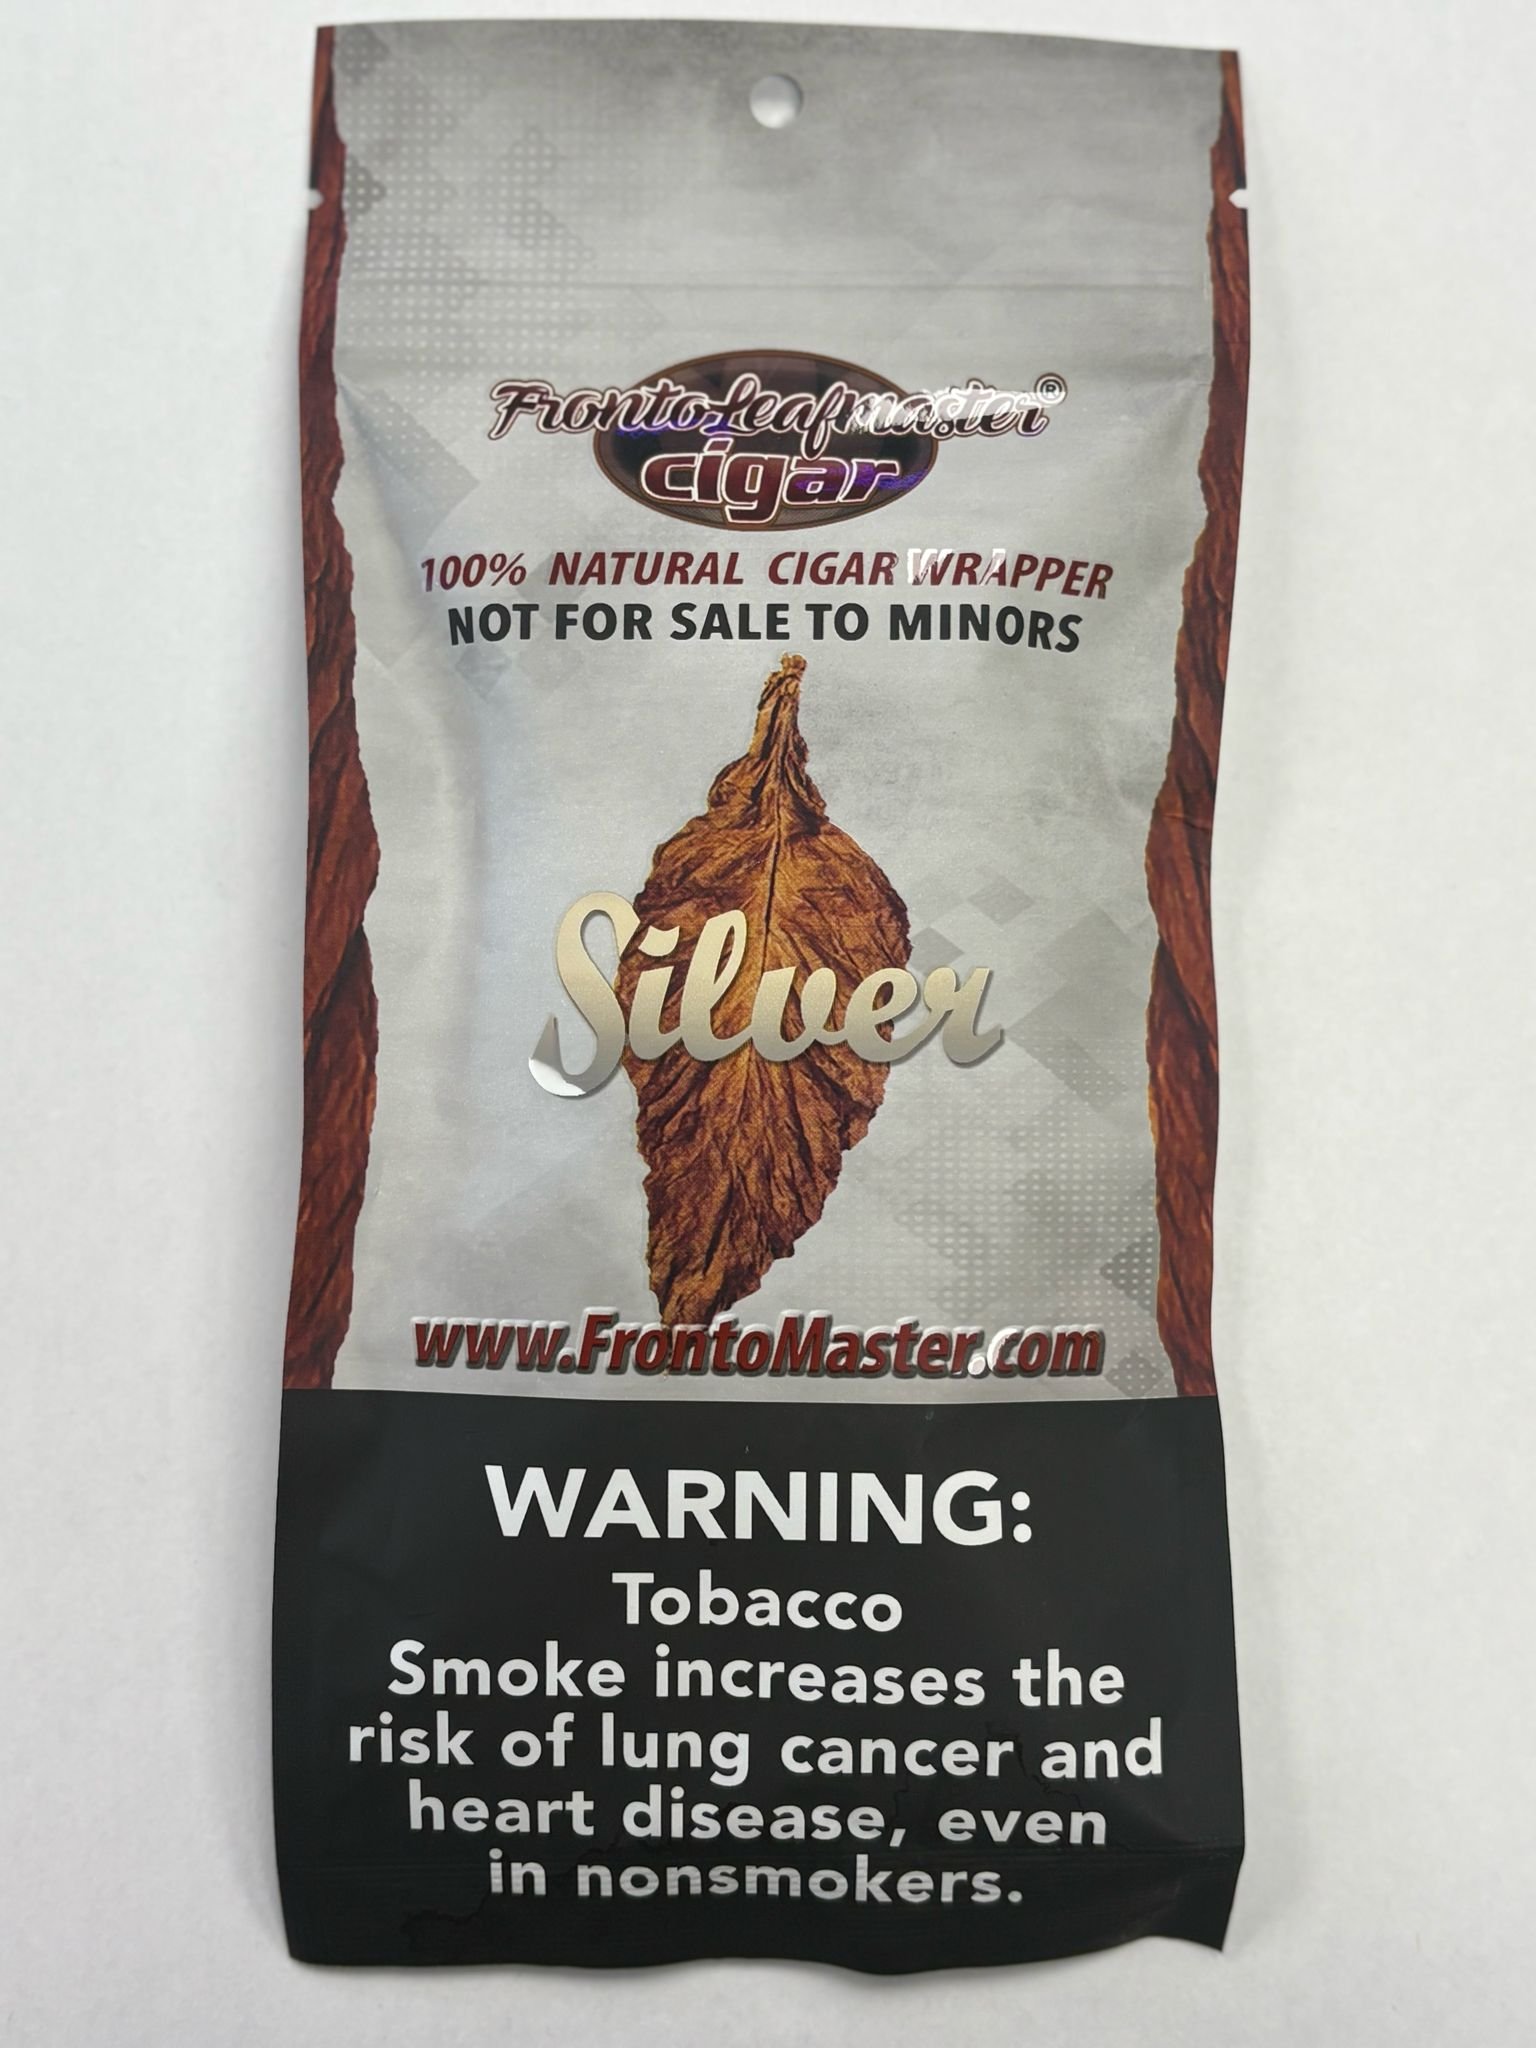 FrontoLeafmaster®
cigar
100% NATURAL CIGAR WRAPPER
NOT FOR SALE TO MINORS
Silver
www.FrontoMaster.com
WARNING:
Tobacco
Smoke increases the
risk of lung cancer and
heart disease, even
in nonsmokers.